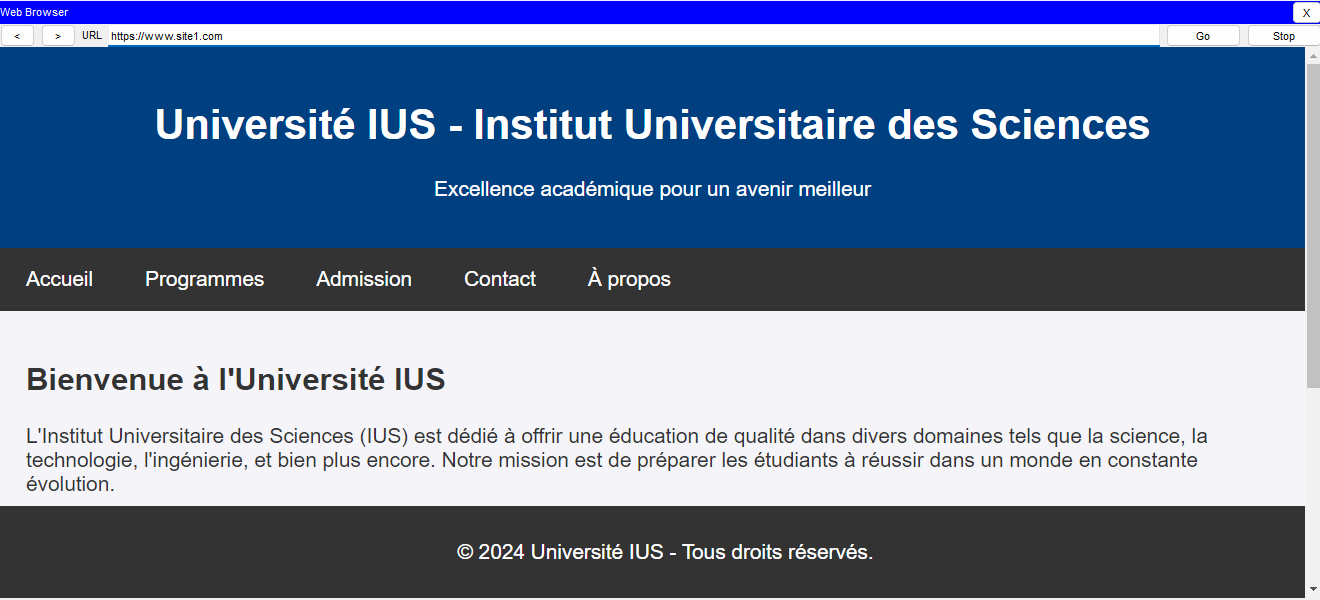 Web Browser
X
< > URL https://www.site1.com Go Stop
Université IUS - Institut Universitaire des Sciences
Excellence académique pour un avenir meilleur
Accueil Programmes Admission Contact À propos
Bienvenue à l'Université IUS
L'Institut Universitaire des Sciences (IUS) est dédié à offrir une éducation de qualité dans divers domaines tels que la science, la
technologie, l'ingénierie, et bien plus encore. Notre mission est de préparer les étudiants à réussir dans un monde en constante
évolution.
© 2024 Université IUS - Tous droits réservés.